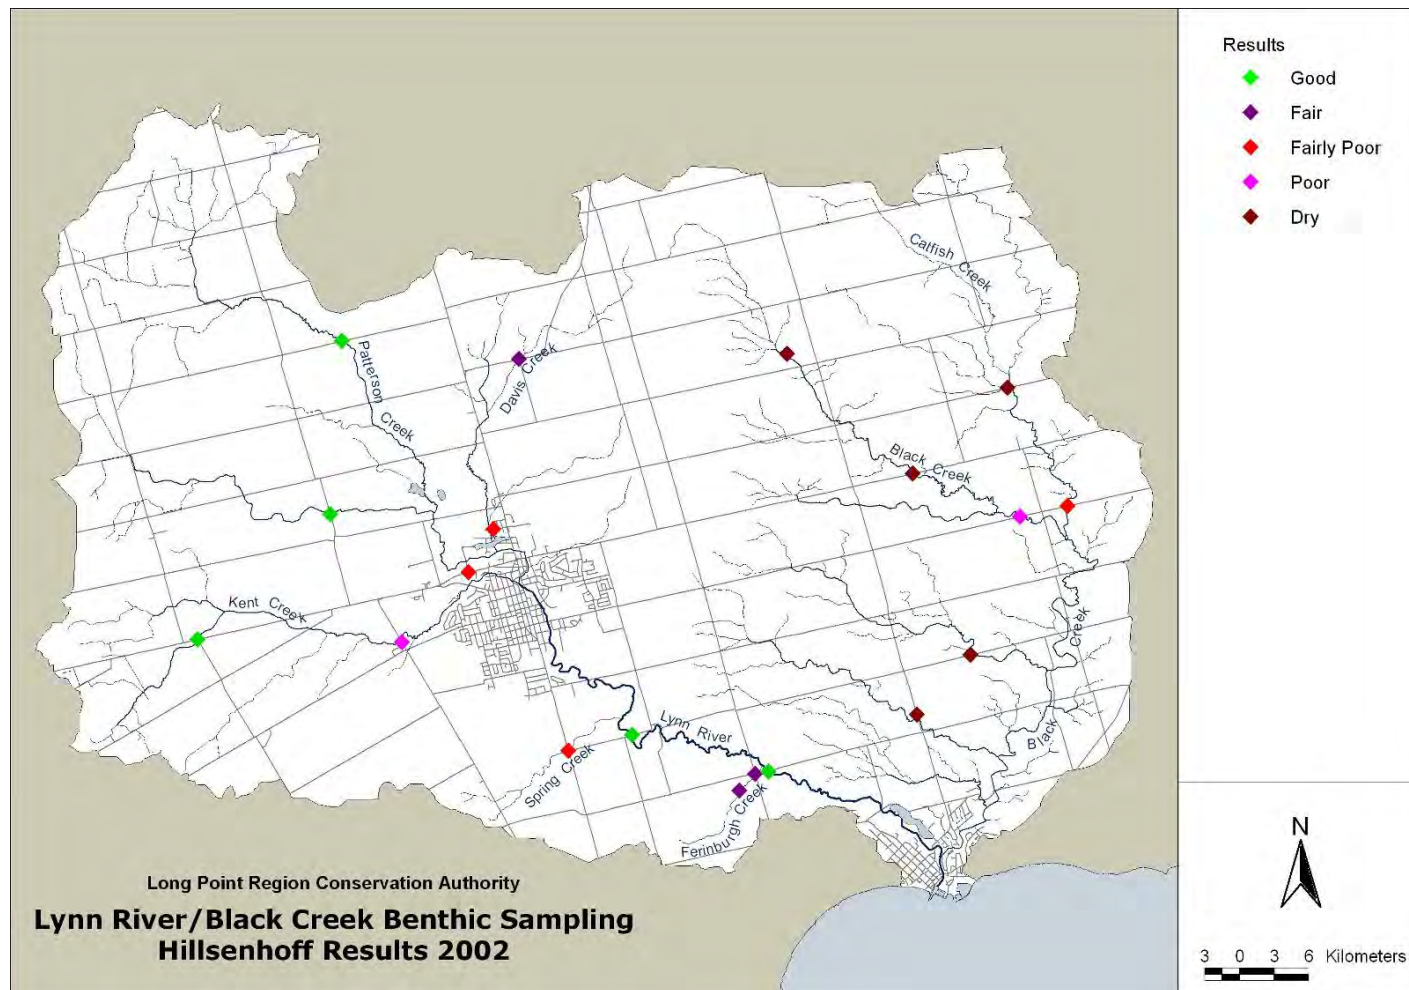 Results
Good
Fair
Fairly Poor
Poor
Dry
Catfish Creek
Patterson Creek
Davis Creek
Black Creek
Kent Creek
Black Creek
Lynn River
Spring Creek
Ferinburgh Creek
Long Point Region Conservation Authority
Lynn River/Black Creek Benthic Sampling
Hillsenhoff Results 2002
N
3 0 3 6 Kilometers